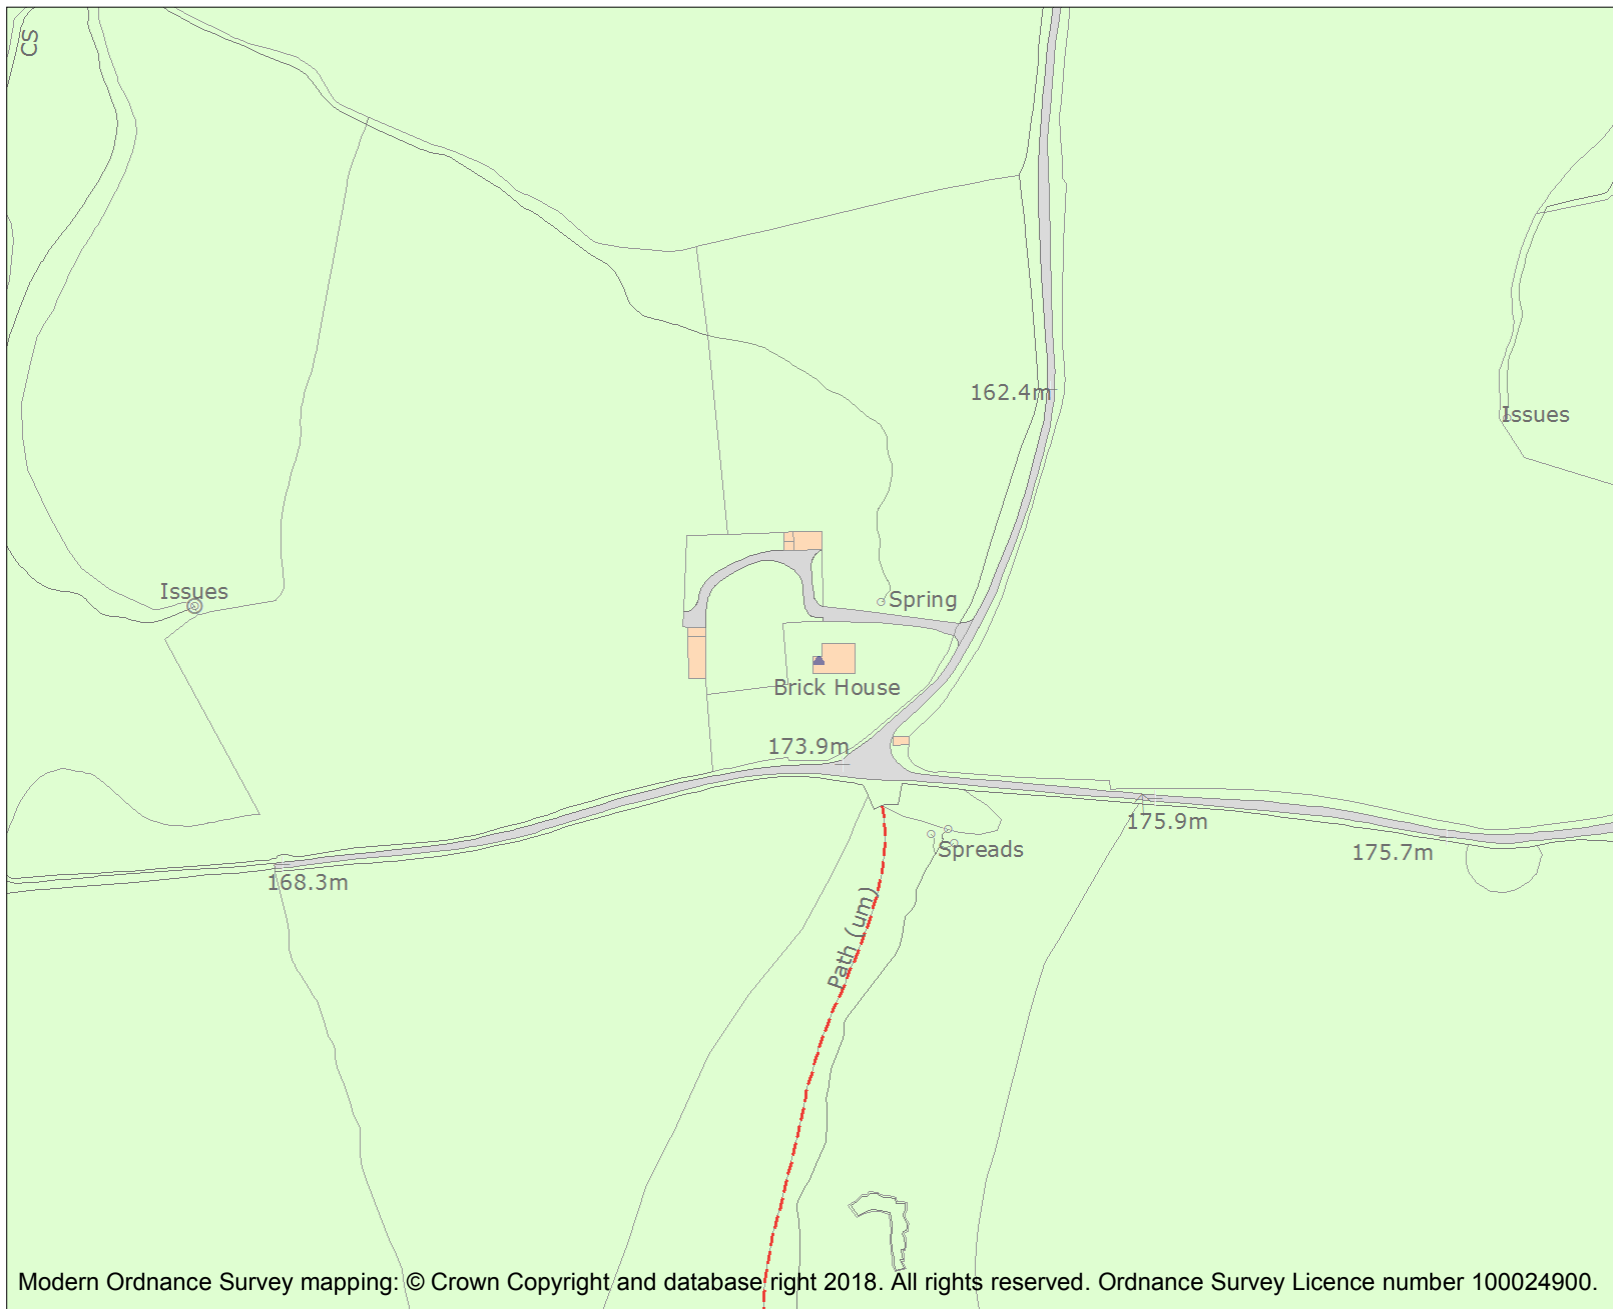 CS
162.4m
Issues
Issues
Spring
Brick House
173.9m
175.9m
Spreads
175.7m
168.3m
Path (um)
Modern Ordnance Survey mapping: © Crown Copyright and database right 2018. All rights reserved. Ordnance Survey Licence number 100024900.